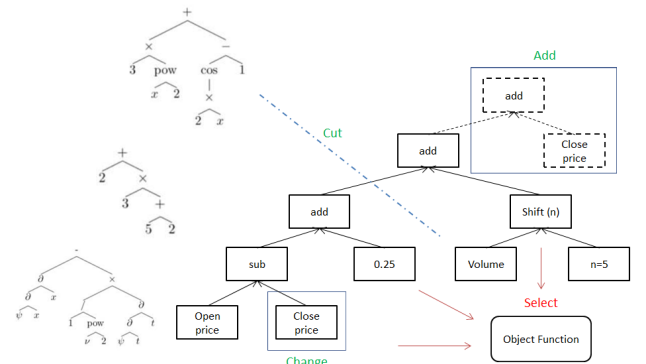 +
× −
3 pow cos 1
x 2 ×
2 x
+
2 ×
3 +
5 2
-
∂ ×
∂ x / ∂
ψ x 1 pow ∂ t
ν 2 ψ t
Add
add
Close
price
Cut
add
add
Shift (n)
sub
0.25
Volume
n=5
Open
price
Close
price
Change
Select
Object Function